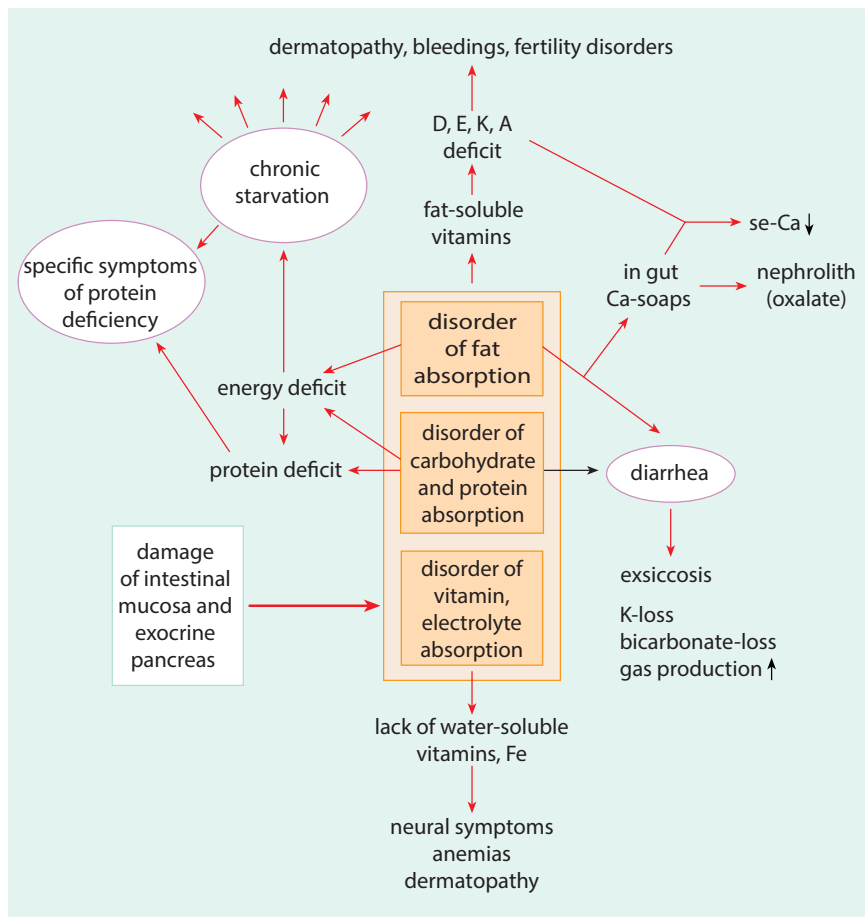 dermatopathy, bleedings, fertility disorders
D, E, K, A
deficit
chronic
starvation
fat-soluble
vitamins
se-Ca ↓
specific symptoms
of protein
deficiency
in gut
Ca-soaps
nephrolith
(oxalate)
disorder
of fat
absorption
energy deficit
disorder of
carbohydrate
and protein
absorption
protein deficit
diarrhea
damage
of intestinal
mucosa and
exocrine
pancreas
disorder of
vitamin,
electrolyte
absorption
exsiccosis
K-loss
bicarbonate-loss
gas production ↑
lack of water-soluble
vitamins, Fe
neural symptoms
anemias
dermatopathy